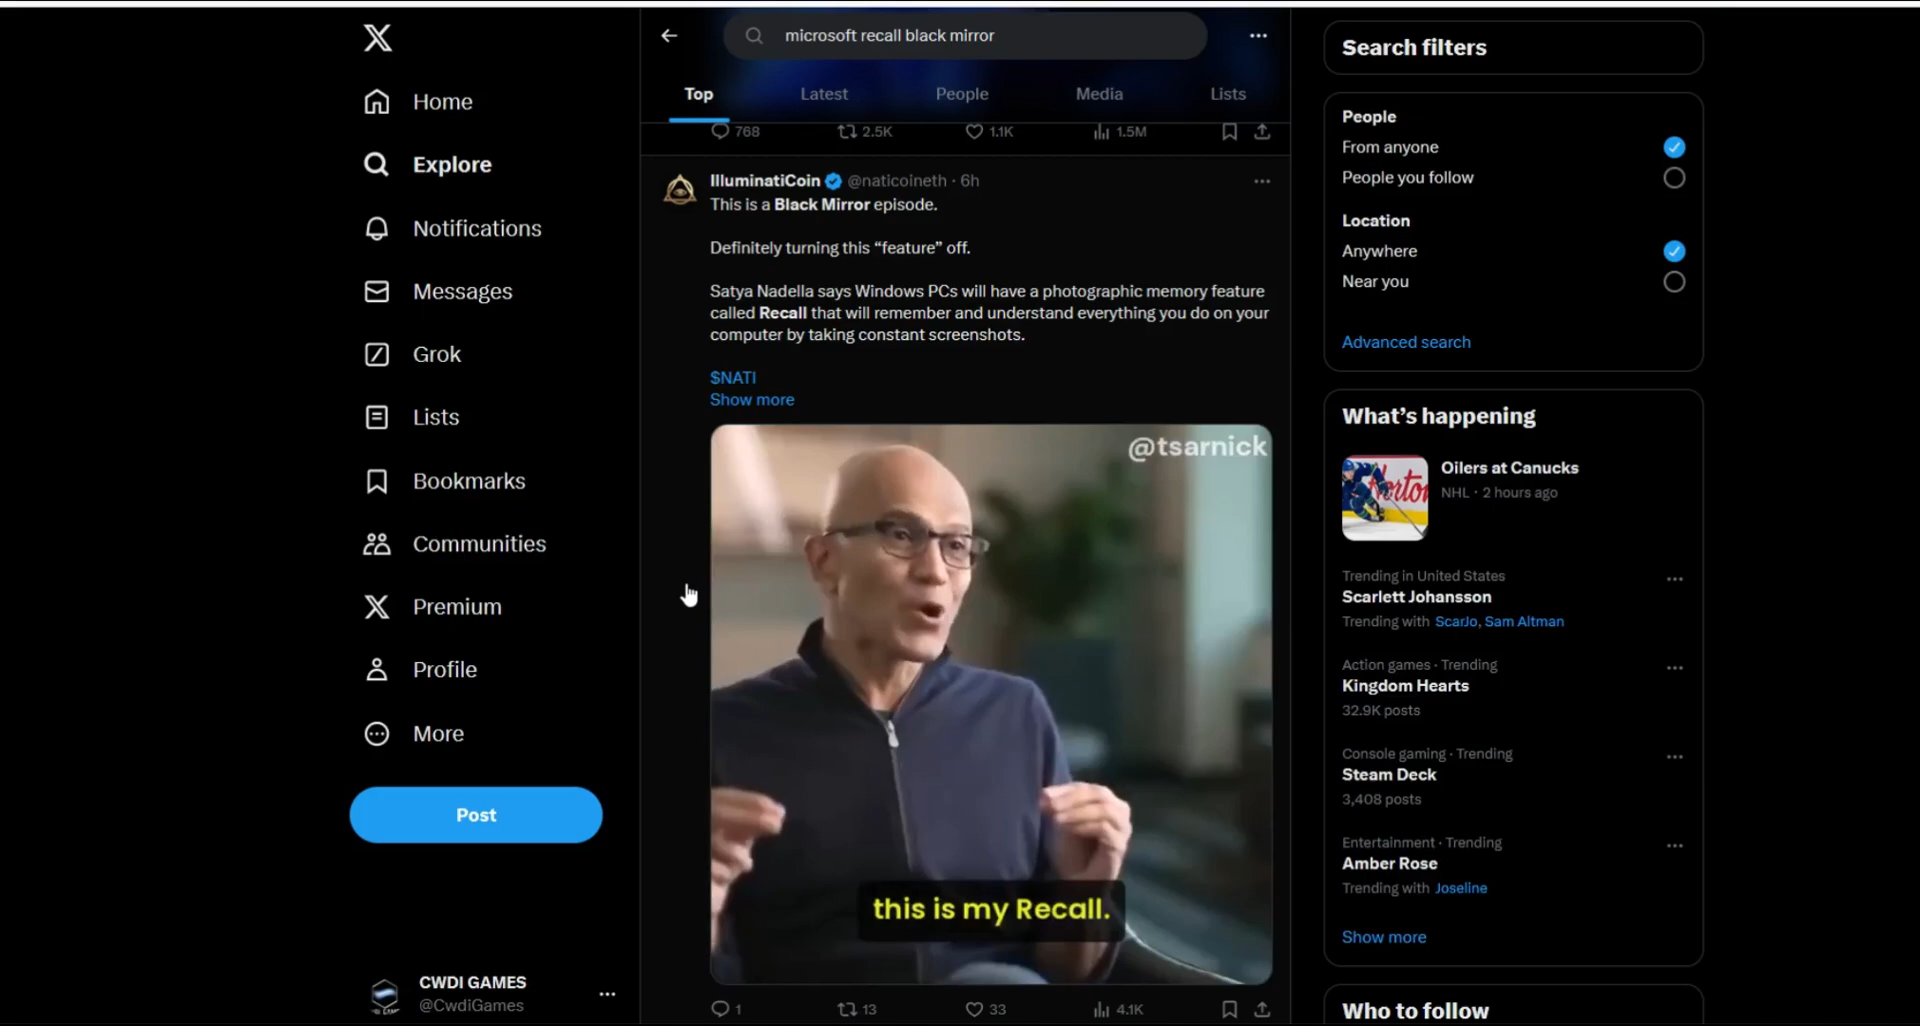 microsoft recall black mirror
Top
Latest
People
Media
Lists
768
2.5K
1.1K
1.5M
Home
Explore
Notifications
Messages
Grok
Lists
Bookmarks
Communities
Premium
Profile
More
Post
CWDI GAMES
@CwdiGames
IlluminatiCoin @naticoineth · 6h
This is a Black Mirror episode.
Definitely turning this “feature” off.
Satya Nadella says Windows PCs will have a photographic memory feature
called Recall that will remember and understand everything you do on your
computer by taking constant screenshots.
$NATI
Show more
@tsarnick
this is my Recall.
1
13
33
4.1K
Search filters
People
From anyone
People you follow
Location
Anywhere
Near you
Advanced search
What’s happening
Norton
Oilers at Canucks
NHL · 2 hours ago
Trending in United States
Scarlett Johansson
Trending with ScarJo, Sam Altman
Action games · Trending
Kingdom Hearts
32.9K posts
Console gaming · Trending
Steam Deck
3,408 posts
Entertainment · Trending
Amber Rose
Trending with Joseline
Show more
Who to follow